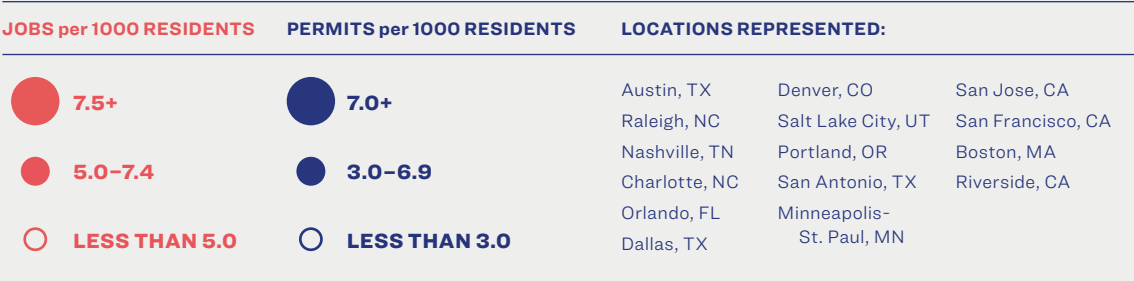 JOBS per 1000 RESIDENTS
7.5+
5.0–7.4
LESS THAN 5.0
PERMITS per 1000 RESIDENTS
7.0+
3.0–6.9
LESS THAN 3.0
LOCATIONS REPRESENTED:
Austin, TX
Raleigh, NC
Nashville, TN
Charlotte, NC
Orlando, FL
Dallas, TX
Denver, CO
Salt Lake City, UT
Portland, OR
San Antonio, TX
Minneapolis-
St. Paul, MN
San Jose, CA
San Francisco, CA
Boston, MA
Riverside, CA